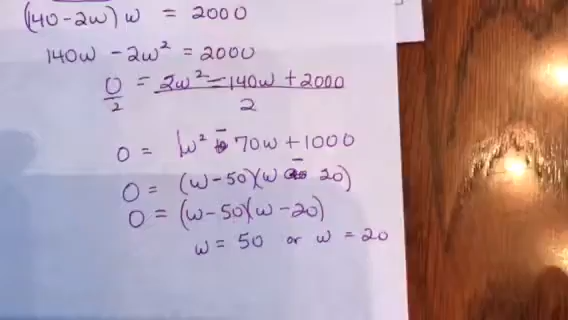 (140-2w)w = 2000
140w - 2w² = 2000
0/2 = 2w² - 140w + 2000 / 2
0 = w² - 70w + 1000
0 = (w-50)(w - 20)
0 = (w-50)(w-20)
w = 50 or w = 20